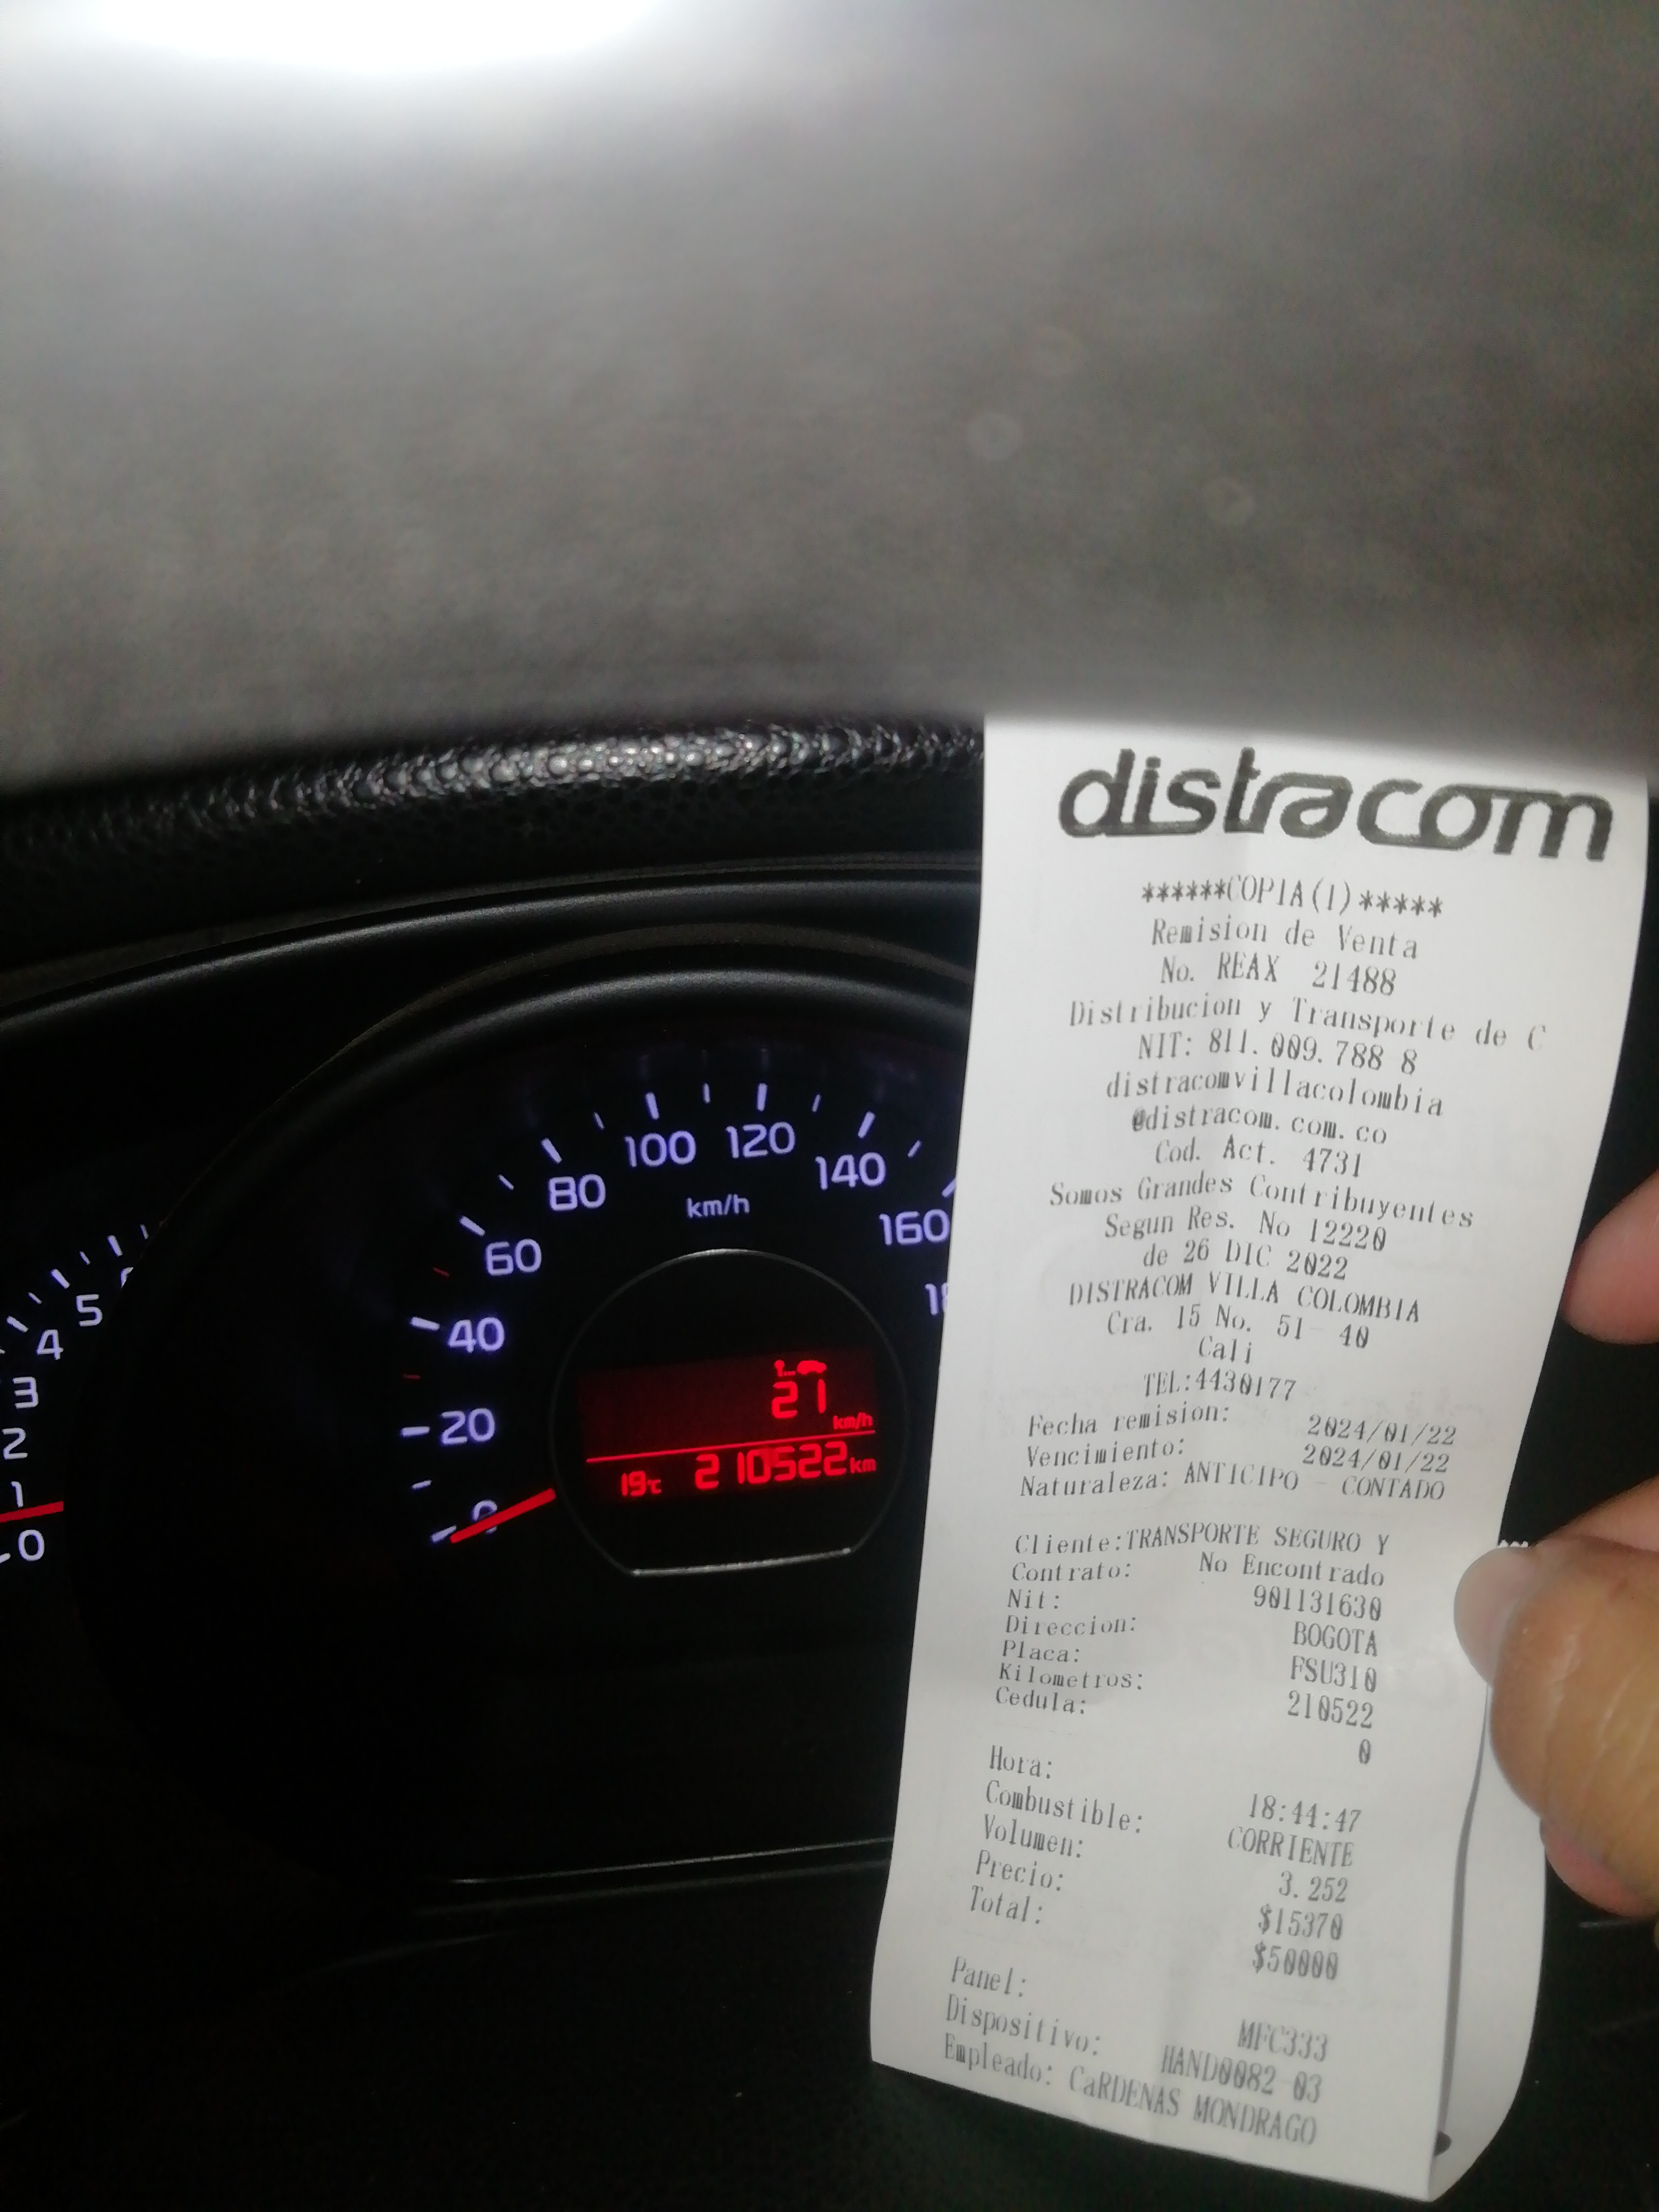 distracom
******COPIA(1)*****
Remision de Venta
No. REAX 21488
Distribucion y Transporte de C
NIT: 811.009.788 8
distracomvillacolombia
@distracom.com.co
Cod. Act. 4731
Somos Grandes Contribuyentes
Segun Res. No 12220
de 26 DIC 2022
DISTRACOM VILLA COLOMBIA
Cra. 15 No. 51 40
Cali
TEL:4430177
Fecha remision: 2024/01/22
Vencimiento: 2024/01/22
Naturaleza: ANTICIPO - CONTADO
Cliente:TRANSPORTE SEGURO Y
Contrato: No Encontrado
Nit: 901131630
Direccion: BOGOTA
Placa: FSU310
Kilometros: 210522
Cedula: 0
Hora: 18:44:47
Combustible: CORRIENTE
Volumen: 3.252
Precio: $15370
Total: $50000
Panel: MFC333
Dispositivo: HAND0082 03
Empleado: CaRDENAS MONDRAGO
0
1
2
3
4
5
0
20
40
60
80
100
120
140
160
km/h
27
km/h
19°C 210522 km